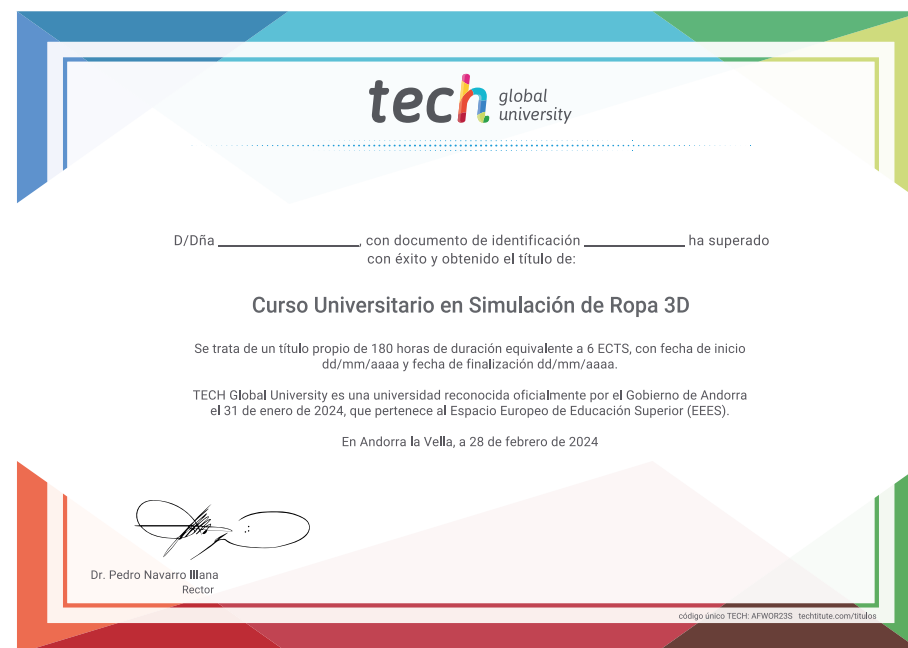 tech global
university
D/Dña ____________________, con documento de identificación ______________ ha superado
con éxito y obtenido el título de:
Curso Universitario en Simulación de Ropa 3D
Se trata de un título propio de 180 horas de duración equivalente a 6 ECTS, con fecha de inicio
dd/mm/aaaa y fecha de finalización dd/mm/aaaa.
TECH Global University es una universidad reconocida oficialmente por el Gobierno de Andorra
el 31 de enero de 2024, que pertenece al Espacio Europeo de Educación Superior (EEES).
En Andorra la Vella, a 28 de febrero de 2024
Dr. Pedro Navarro Illana
Rector
código único TECH: AFWOR23S techtitute.com/titulos